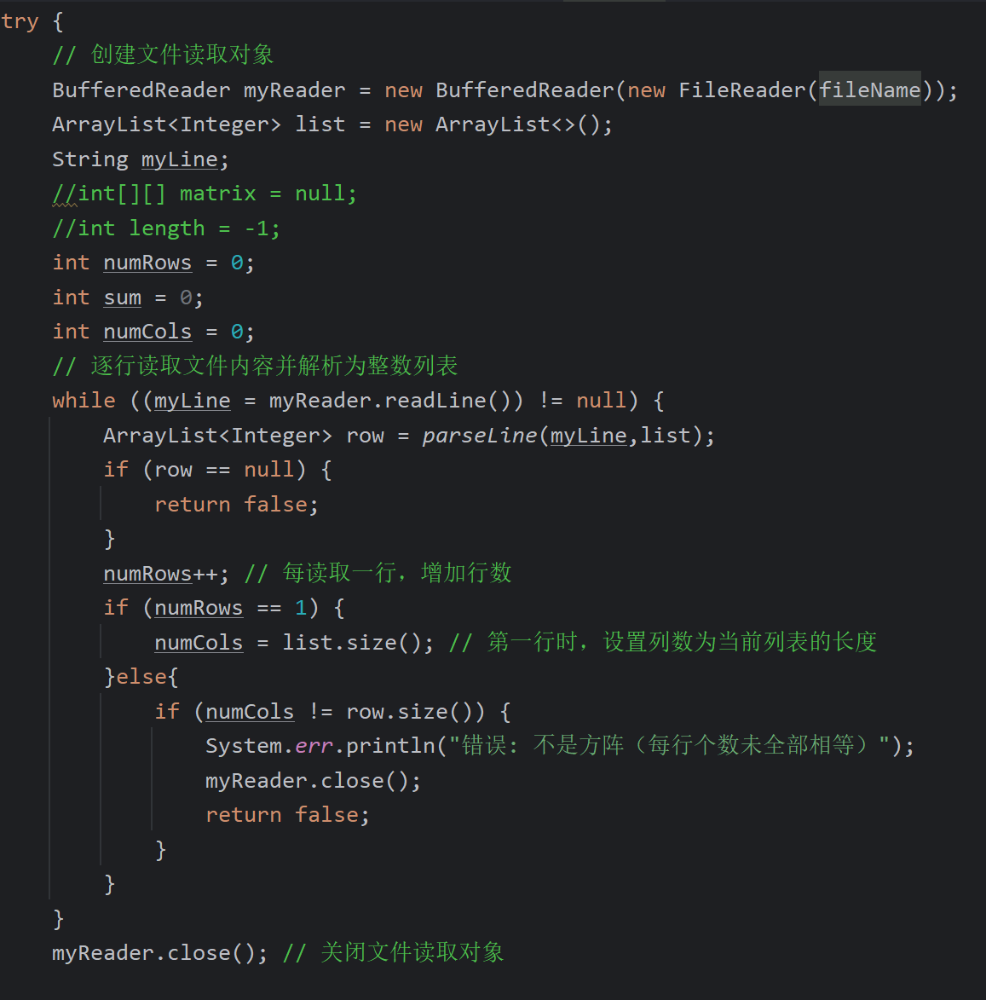 try {
    // 创建文件读取对象
    BufferedReader myReader = new BufferedReader(new FileReader(fileName));
    ArrayList<Integer> list = new ArrayList<>();
    String myLine;
    //int[][] matrix = null;
    //int length = -1;
    int numRows = 0;
    int sum = 0;
    int numCols = 0;
    // 逐行读取文件内容并解析为整数列表
    while ((myLine = myReader.readLine()) != null) {
        ArrayList<Integer> row = parseLine(myLine,list);
        if (row == null) {
            return false;
        }
        numRows++; // 每读取一行，增加行数
        if (numRows == 1) {
            numCols = list.size(); // 第一行时，设置列数为当前列表的长度
        }else{
            if (numCols != row.size()) {
                System.err.println("错误: 不是方阵（每行个数未全部相等）");
                myReader.close();
                return false;
            }
        }
    }
    myReader.close(); // 关闭文件读取对象